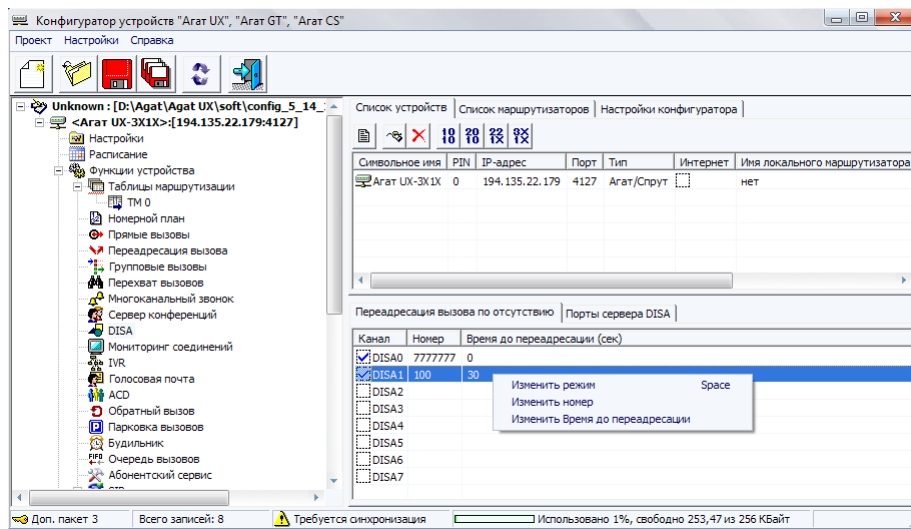 Конфигуратор устройств "Агат UX", "Агат GT", "Агат CS"
Проект Настройки Справка
Unknown : [D:\Agat\Agat UX\soft\config_5_14_
<Агат UX-3X1X>:[194.135.22.179:4127]
Настройки
Расписание
Функции устройства
Таблицы маршрутизации
TM 0
Номерной план
Прямые вызовы
Переадресация вызова
Групповые вызовы
Перехват вызовов
Многоканальный звонок
Сервер конференций
DISA
Мониторинг соединений
IVR
Голосовая почта
ACD
Обратный вызов
Парковка вызовов
Будильник
Очередь вызовов
Абонентский сервис
Список устройств Список маршрутизаторов Настройки конфигуратора
Символьное имя PIN IP-адрес Порт Тип Интернет Имя локального маршрутизатора
Агат UX-3X1X 0 194.135.22.179 4127 Агат/Спрут нет
Переадресация вызова по отсутствию Порты сервера DISA
Канал Номер Время до переадресации (сек)
DISA0 7777777 0
DISA1 100 30
DISA2
DISA3
DISA4
DISA5
DISA6
DISA7
Изменить режим Space
Изменить номер
Изменить Время до переадресации
Доп. пакет 3 Всего записей: 8 Требуется синхронизация Использовано 1%, свободно 253,47 из 256 КБайт